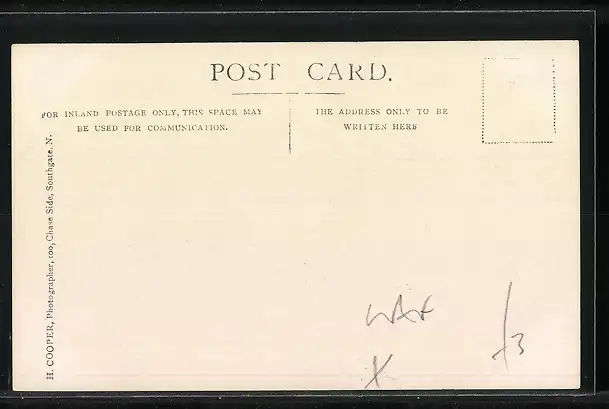 POST CARD.
FOR INLAND POSTAGE ONLY, THIS SPACE MAY
BE USED FOR COMMUNICATION.
THE ADDRESS ONLY TO BE
WRITTEN HERE
H. COOPER, Photographer, 100, Chase Side, Southgate, N.